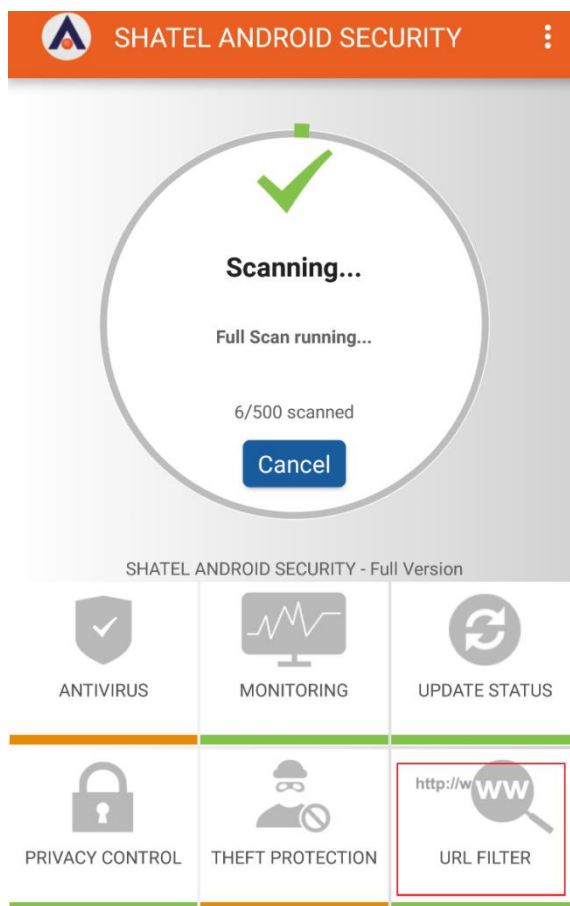 SHATEL ANDROID SECURITY
Scanning...
Full Scan running...
6/500 scanned
Cancel
SHATEL ANDROID SECURITY - Full Version
ANTIVIRUS
MONITORING
UPDATE STATUS
http://w
WW
PRIVACY CONTROL
THEFT PROTECTION
URL FILTER